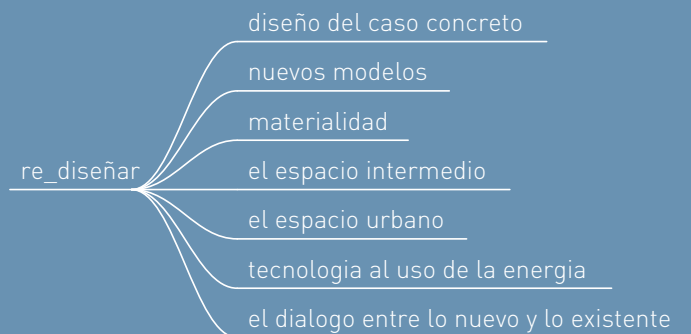 diseño del caso concreto
nuevos modelos
materialidad
re_diseñar
el espacio intermedio
el espacio urbano
tecnologia al uso de la energia
el dialogo entre lo nuevo y lo existente